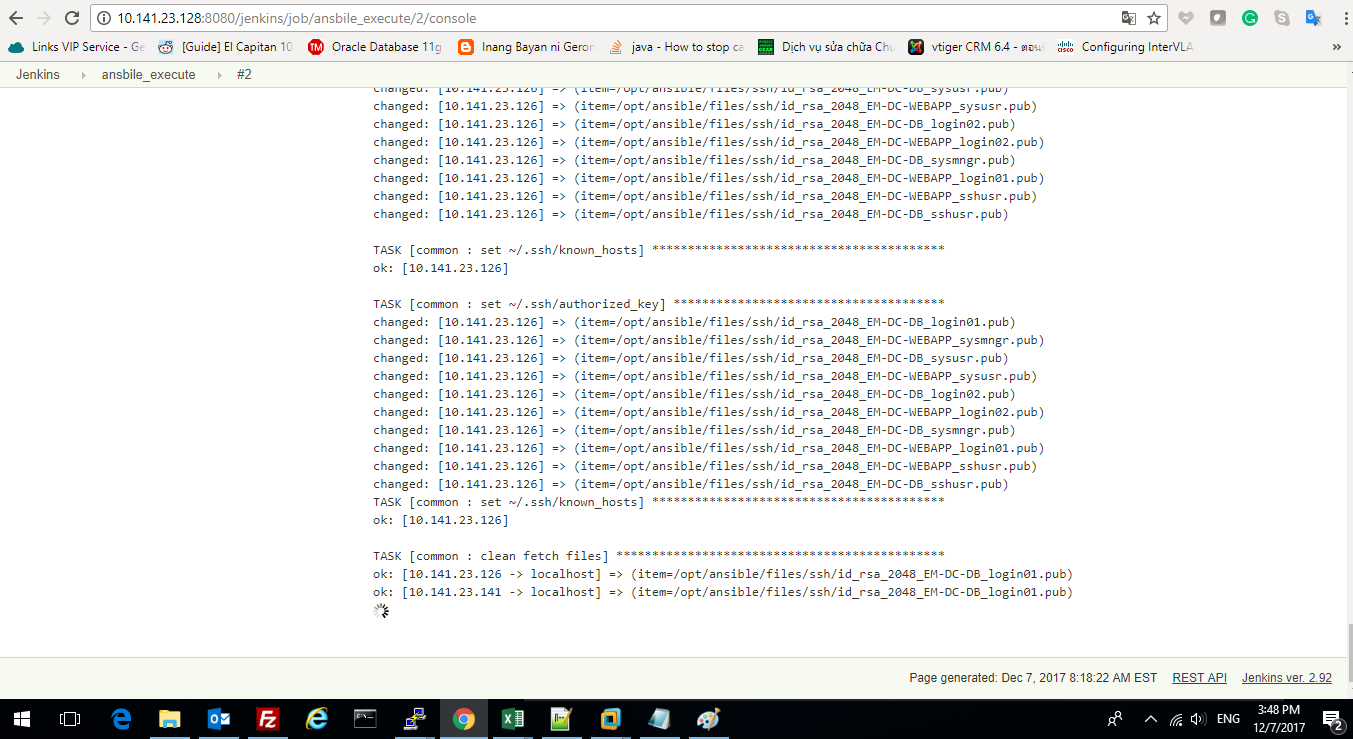 10.141.23.128:8080/jenkins/job/ansbile_execute/2/console
Links VIP Service - Ge
[Guide] El Capitan 10.
Oracle Database 11g
Inang Bayan ni Geron
java - How to stop ca
Dịch vụ sửa chữa Chu
vtiger CRM 6.4 - ตอนที่
Configuring InterVLA
Jenkins ansbile_execute #2
changed: [10.141.23.126] => (item=/opt/ansible/files/ssh/id_rsa_2048_EM-DC-DB_sysusr.pub)
changed: [10.141.23.126] => (item=/opt/ansible/files/ssh/id_rsa_2048_EM-DC-WEBAPP_sysusr.pub)
changed: [10.141.23.126] => (item=/opt/ansible/files/ssh/id_rsa_2048_EM-DC-DB_login02.pub)
changed: [10.141.23.126] => (item=/opt/ansible/files/ssh/id_rsa_2048_EM-DC-WEBAPP_login02.pub)
changed: [10.141.23.126] => (item=/opt/ansible/files/ssh/id_rsa_2048_EM-DC-DB_sysmngr.pub)
changed: [10.141.23.126] => (item=/opt/ansible/files/ssh/id_rsa_2048_EM-DC-WEBAPP_login01.pub)
changed: [10.141.23.126] => (item=/opt/ansible/files/ssh/id_rsa_2048_EM-DC-WEBAPP_sshusr.pub)
changed: [10.141.23.126] => (item=/opt/ansible/files/ssh/id_rsa_2048_EM-DC-DB_sshusr.pub)
TASK [common : set ~/.ssh/known_hosts] *****************************************
ok: [10.141.23.126]
TASK [common : set ~/.ssh/authorized_key] **************************************
changed: [10.141.23.126] => (item=/opt/ansible/files/ssh/id_rsa_2048_EM-DC-DB_login01.pub)
changed: [10.141.23.126] => (item=/opt/ansible/files/ssh/id_rsa_2048_EM-DC-WEBAPP_sysmngr.pub)
changed: [10.141.23.126] => (item=/opt/ansible/files/ssh/id_rsa_2048_EM-DC-DB_sysusr.pub)
changed: [10.141.23.126] => (item=/opt/ansible/files/ssh/id_rsa_2048_EM-DC-WEBAPP_sysusr.pub)
changed: [10.141.23.126] => (item=/opt/ansible/files/ssh/id_rsa_2048_EM-DC-DB_login02.pub)
changed: [10.141.23.126] => (item=/opt/ansible/files/ssh/id_rsa_2048_EM-DC-WEBAPP_login02.pub)
changed: [10.141.23.126] => (item=/opt/ansible/files/ssh/id_rsa_2048_EM-DC-DB_sysmngr.pub)
changed: [10.141.23.126] => (item=/opt/ansible/files/ssh/id_rsa_2048_EM-DC-WEBAPP_login01.pub)
changed: [10.141.23.126] => (item=/opt/ansible/files/ssh/id_rsa_2048_EM-DC-WEBAPP_sshusr.pub)
changed: [10.141.23.126] => (item=/opt/ansible/files/ssh/id_rsa_2048_EM-DC-DB_sshusr.pub)
TASK [common : set ~/.ssh/known_hosts] *****************************************
ok: [10.141.23.126]
TASK [common : clean fetch files] **********************************************
ok: [10.141.23.126 -> localhost] => (item=/opt/ansible/files/ssh/id_rsa_2048_EM-DC-DB_login01.pub)
ok: [10.141.23.141 -> localhost] => (item=/opt/ansible/files/ssh/id_rsa_2048_EM-DC-DB_login01.pub)
Page generated: Dec 7, 2017 8:18:22 AM EST REST API Jenkins ver. 2.92
ENG
3:48 PM
12/7/2017
2